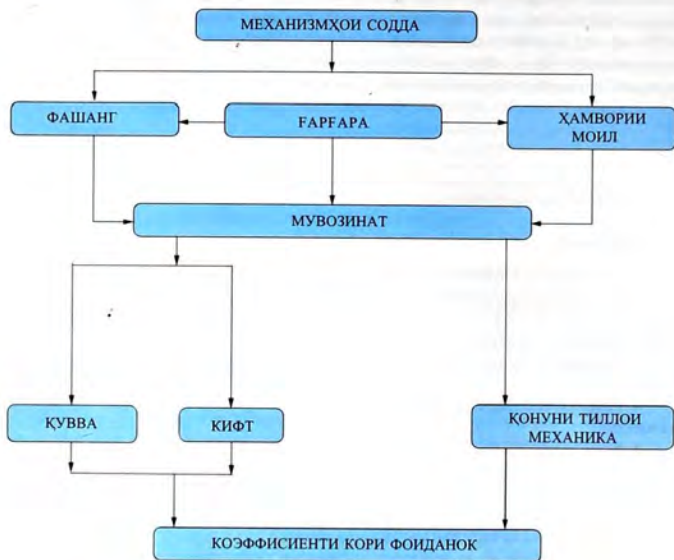 МЕХАНИЗМҲОИ СОДДА
ФАШАНГ
ҒАРҒАРА
ҲАМВОРИИ
МОИЛ
МУВОЗИНАТ
ҚУВВА
КИФТ
ҚОНУНИ ТИЛЛОИ
МЕХАНИКА
КОЭФФИСИЕНТИ КОРИ ФОИДАНОК